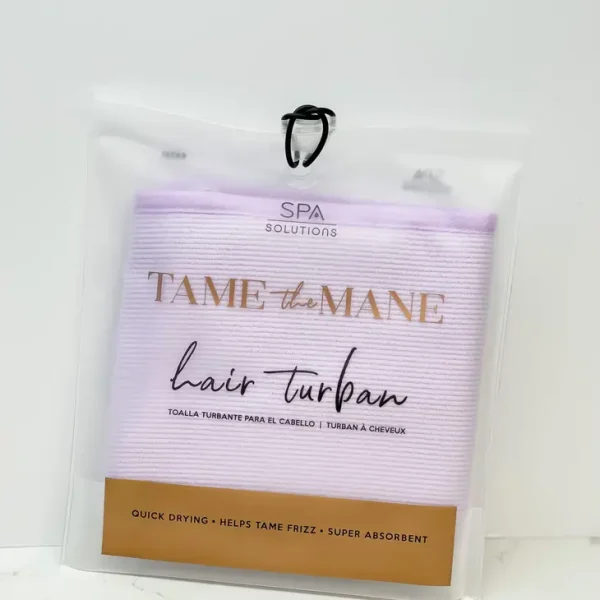 SPA
SOLUTIONS
TAME the MANE
hair turban
TOALLA TURBANTE PARA EL CABELLO | TURBAN À CHEVEUX
QUICK DRYING • HELPS TAME FRIZZ • SUPER ABSORBENT